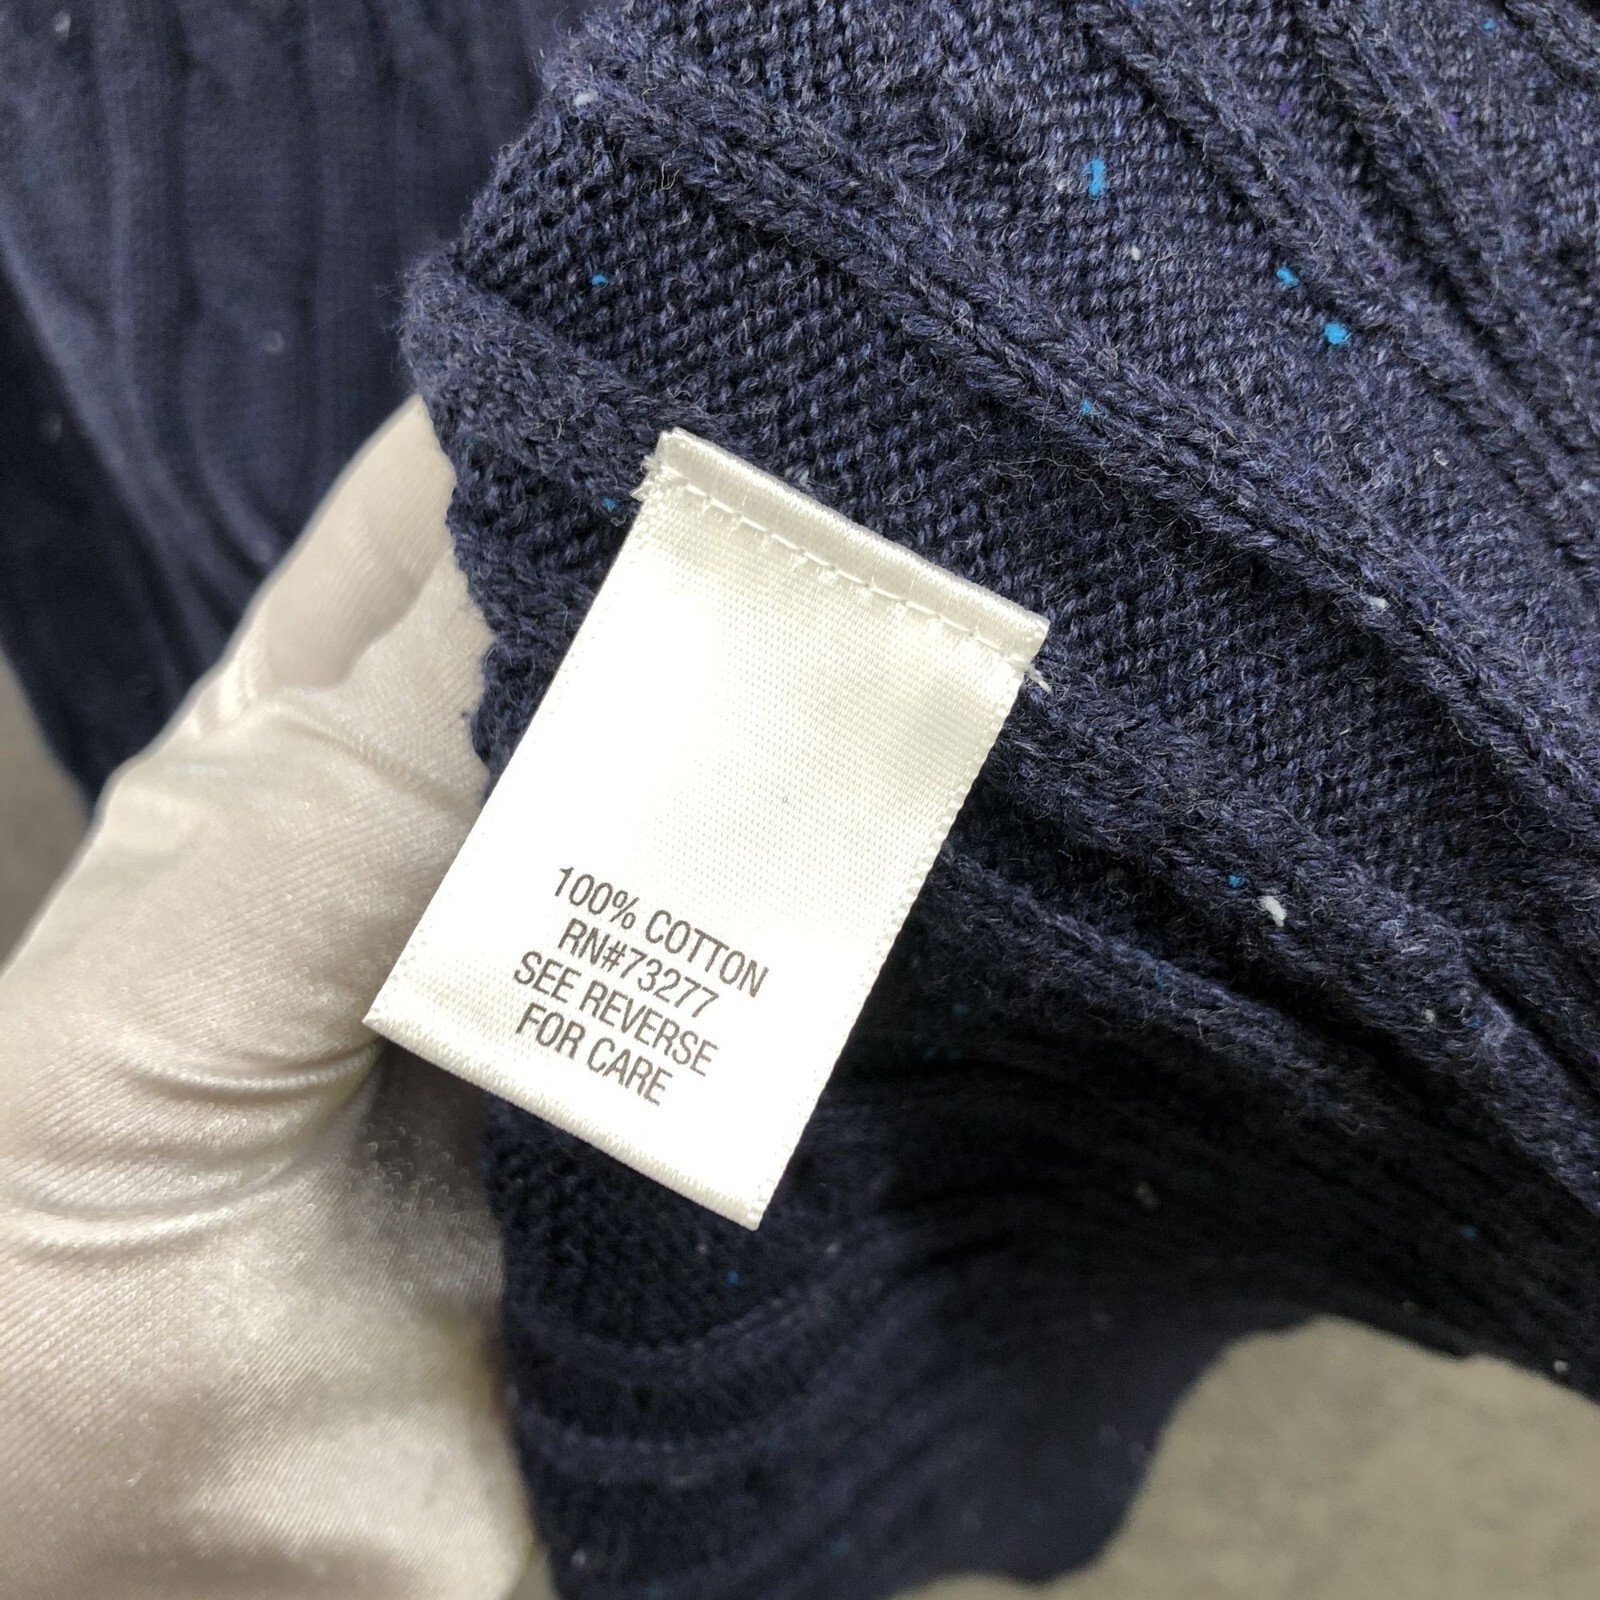 100% COTTON
RN#73277
SEE REVERSE
FOR CARE